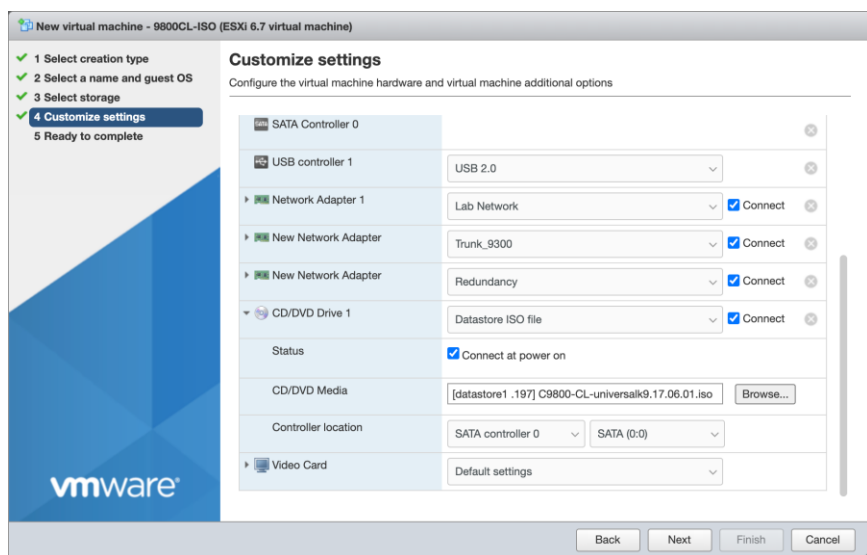 New virtual machine - 9800CL-ISO (ESXi 6.7 virtual machine)
1 Select creation type
2 Select a name and guest OS
3 Select storage
4 Customize settings
5 Ready to complete
Customize settings
Configure the virtual machine hardware and virtual machine additional options
SATA Controller 0
USB controller 1 USB 2.0
Network Adapter 1 Lab Network Connect
New Network Adapter Trunk_9300 Connect
New Network Adapter Redundancy Connect
CD/DVD Drive 1 Datastore ISO file Connect
Status Connect at power on
CD/DVD Media [datastore1 .197] C9800-CL-universalk9.17.06.01.iso Browse...
Controller location SATA controller 0 SATA (0:0)
Video Card Default settings
vmware
Back Next Finish Cancel